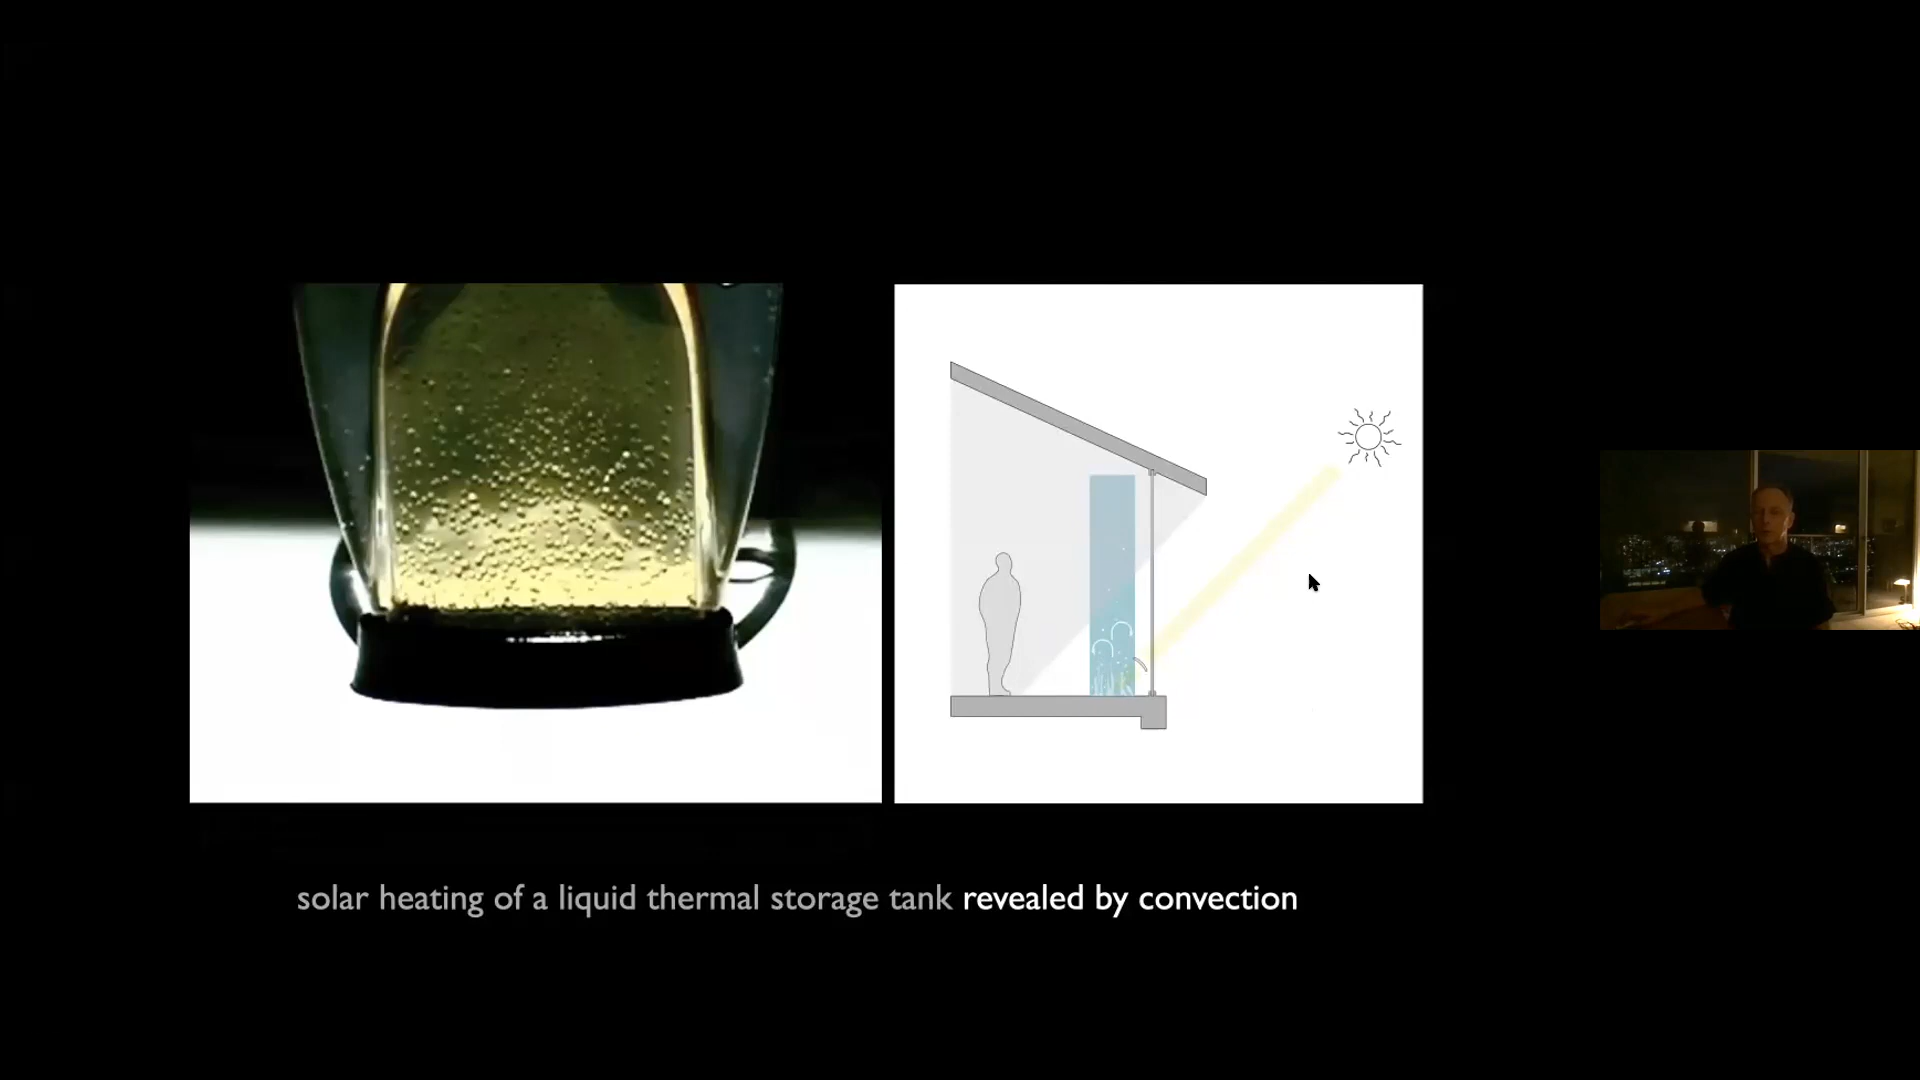 solar heating of a liquid thermal storage tank revealed by convection